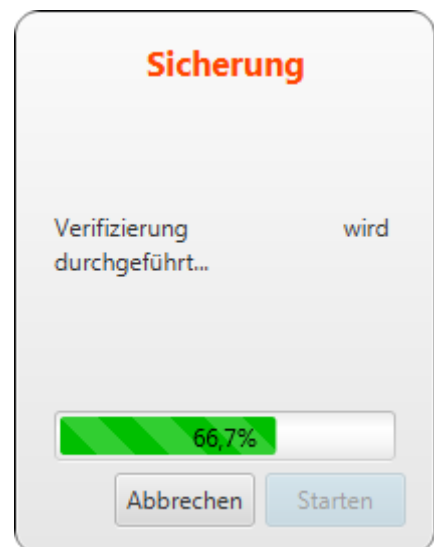 Sicherung
Verifizierung wird
durchgeführt...
66,7%
Abbrechen Starten